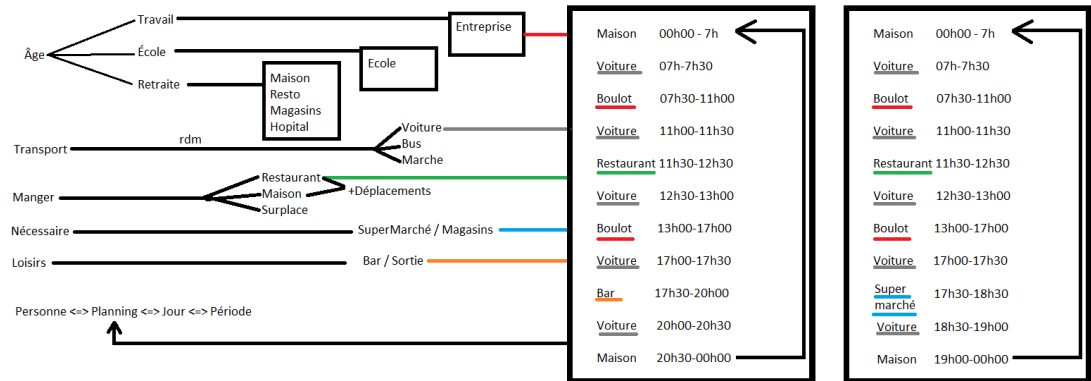 Âge
Travail
École
Retraite
Entreprise
Ecole
Maison
Resto
Magasins
Hopital
Transport
rdm
Voiture
Bus
Marche
Manger
Restaurant
Maison
Surplace
+Déplacements
Nécessaire
SuperMarché / Magasins
Loisirs
Bar / Sortie
Personne <=> Planning <=> Jour <=> Période
Maison 00h00 - 7h
Voiture 07h-7h30
Boulot 07h30-11h00
Voiture 11h00-11h30
Restaurant 11h30-12h30
Voiture 12h30-13h00
Boulot 13h00-17h00
Voiture 17h00-17h30
Bar 17h30-20h00
Voiture 20h00-20h30
Maison 20h30-00h00
Maison 00h00 - 7h
Voiture 07h-7h30
Boulot 07h30-11h00
Voiture 11h00-11h30
Restaurant 11h30-12h30
Voiture 12h30-13h00
Boulot 13h00-17h00
Voiture 17h00-17h30
Super
marché 17h30-18h30
Voiture 18h30-19h00
Maison 19h00-00h00